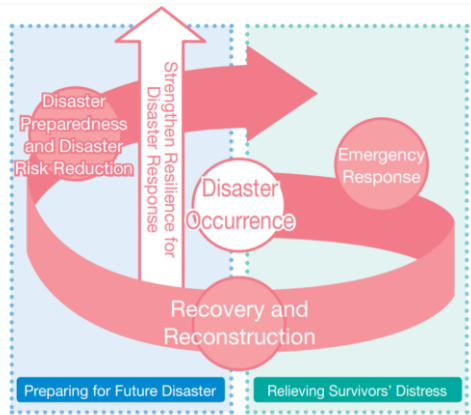 Disaster
Preparedness
and Disaster
Risk Reduction
Strengthen Resilience for
Disaster Response
Emergency
Response
Disaster
Occurrence
Recovery and
Reconstruction
Preparing for Future Disaster
Relieving Survivors' Distress